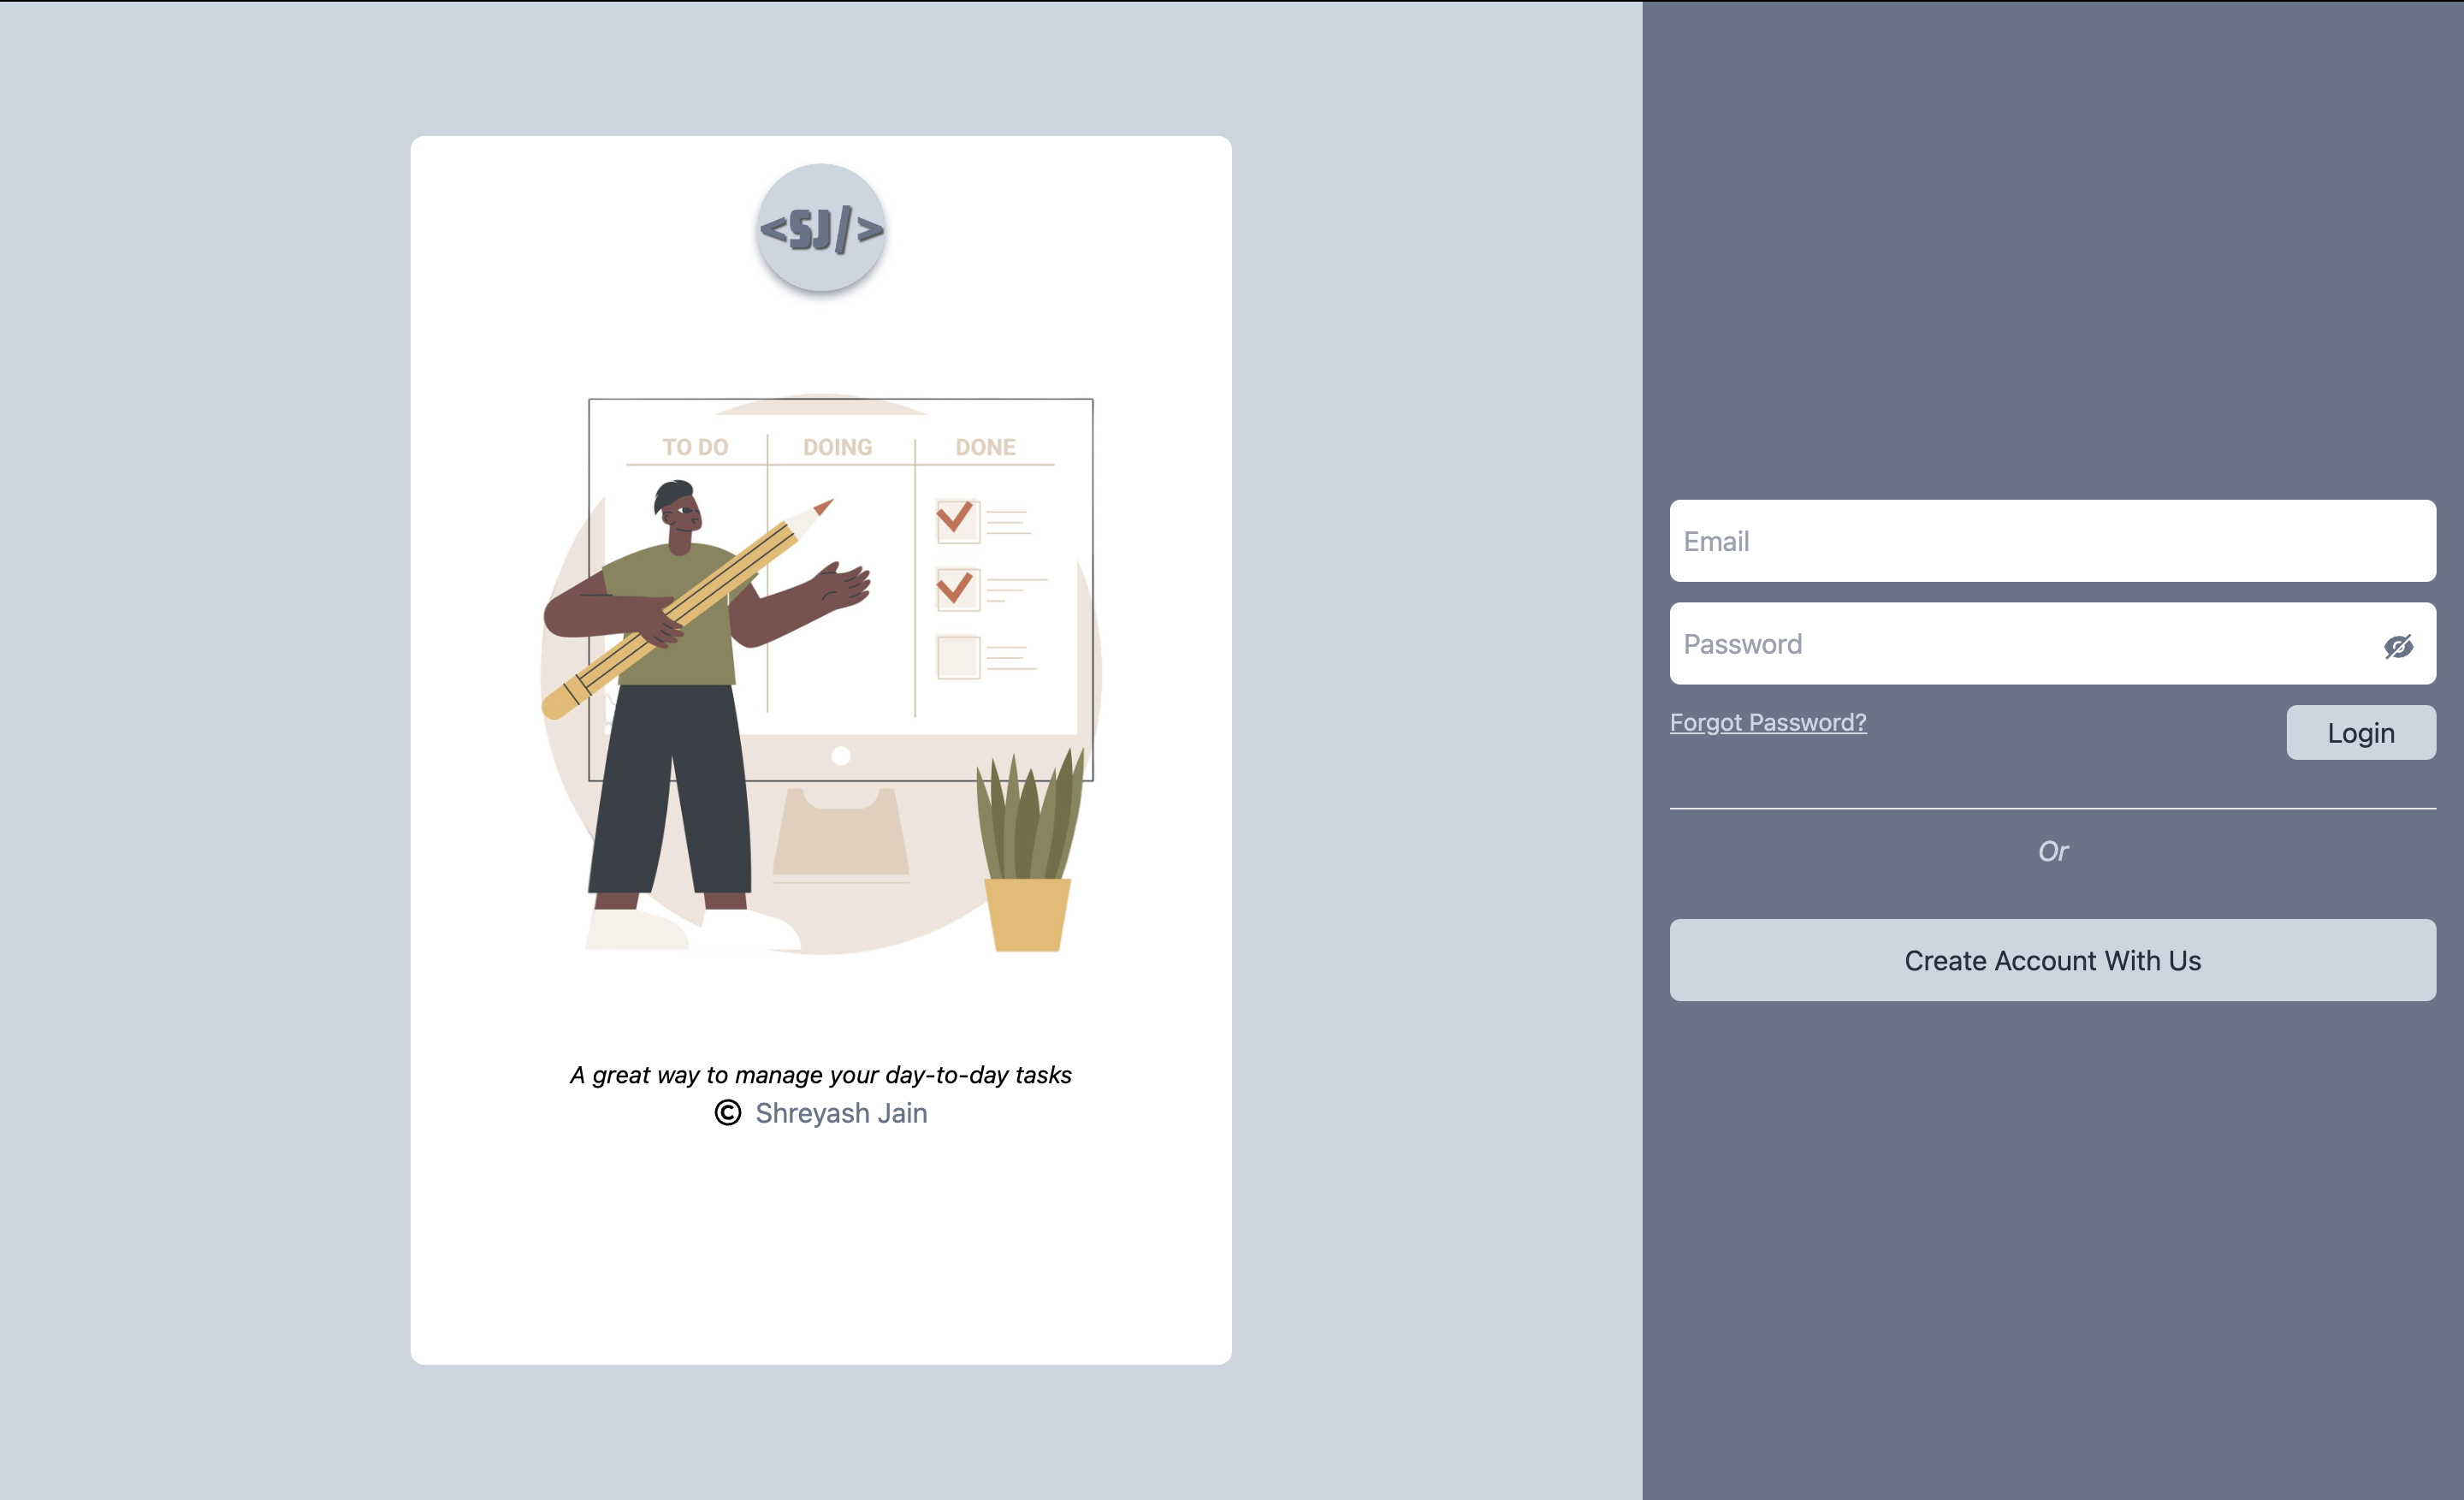 <SJ/>
TO DO DOING DONE
A great way to manage your day-to-day tasks
© Shreyash Jain
Email
Password
Forgot Password? Login
Or
Create Account With Us